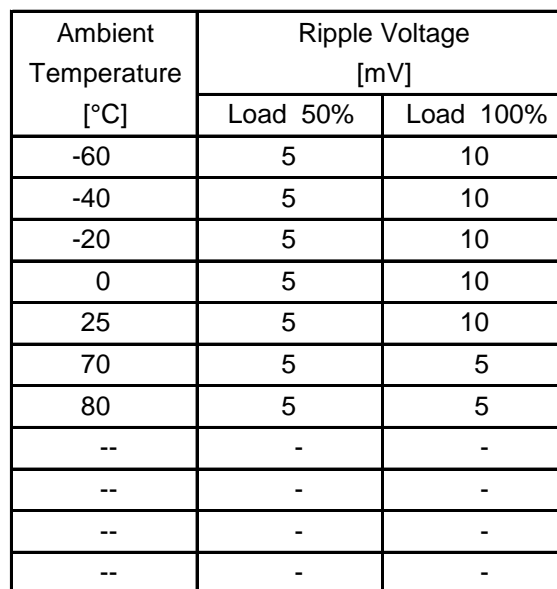 Ambient Ripple Voltage
Temperature [mV]
[°C] Load 50% Load 100%
-60 5 10
-40 5 10
-20 5 10
0 5 10
25 5 10
70 5 5
80 5 5
-- - -
-- - -
-- - -
-- - -